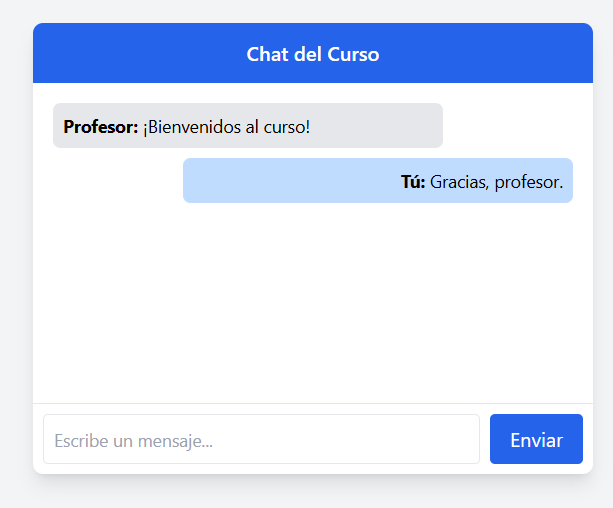 Chat del Curso
Profesor: ¡Bienvenidos al curso!
Tú: Gracias, profesor.
Escribe un mensaje...
Enviar